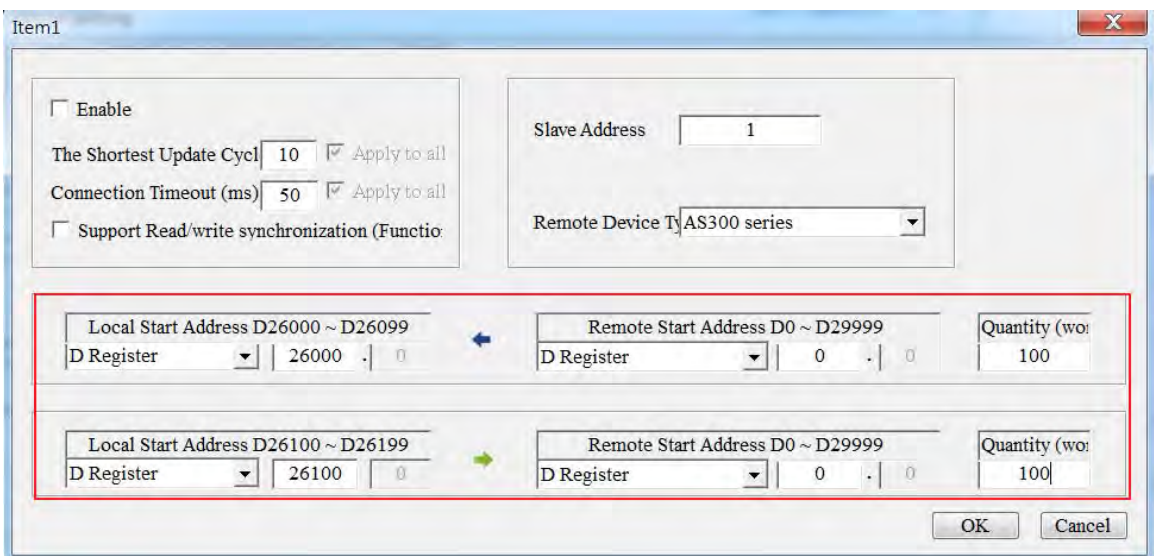 Item1
Enable
The Shortest Update Cycl 10 Apply to all
Connection Timeout (ms) 50 Apply to all
Support Read/write synchronization (Functio
Slave Address 1
Remote Device Ty AS300 series
Local Start Address D26000 ~ D26099
D Register 26000 . 0
Remote Start Address D0 ~ D29999
D Register 0 . 0
Quantity (wor
100
Local Start Address D26100 ~ D26199
D Register 26100 0
Remote Start Address D0 ~ D29999
D Register 0 . 0
Quantity (wor
100
OK Cancel